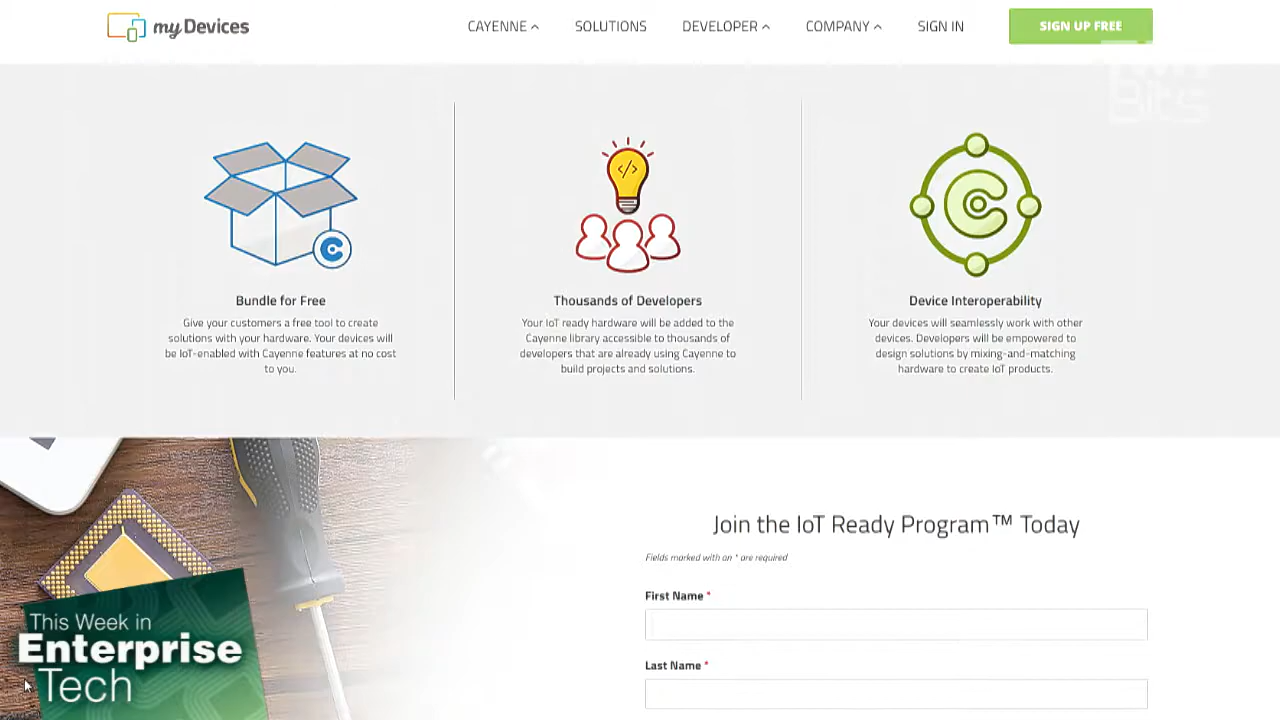 my Devices
CAYENNE
SOLUTIONS
DEVELOPER
COMPANY
SIGN IN
SIGN UP FREE
Bits
Bundle for Free
Give your customers a free tool to create
solutions with your hardware. Your devices will
be IoT-enabled with Cayenne features at no cost
to you.
Thousands of Developers
Your IoT ready hardware will be added to the
Cayenne library accessible to thousands of
developers that are already using Cayenne to
build projects and solutions.
Device Interoperability
Your devices will seamlessly work with other
devices. Developers will be empowered to
design solutions by mixing-and-matching
hardware to create IoT products.
Join the IoT Ready Program™ Today
Fields marked with an * are required
First Name *
Last Name *
This Week in
Enterprise
Tech